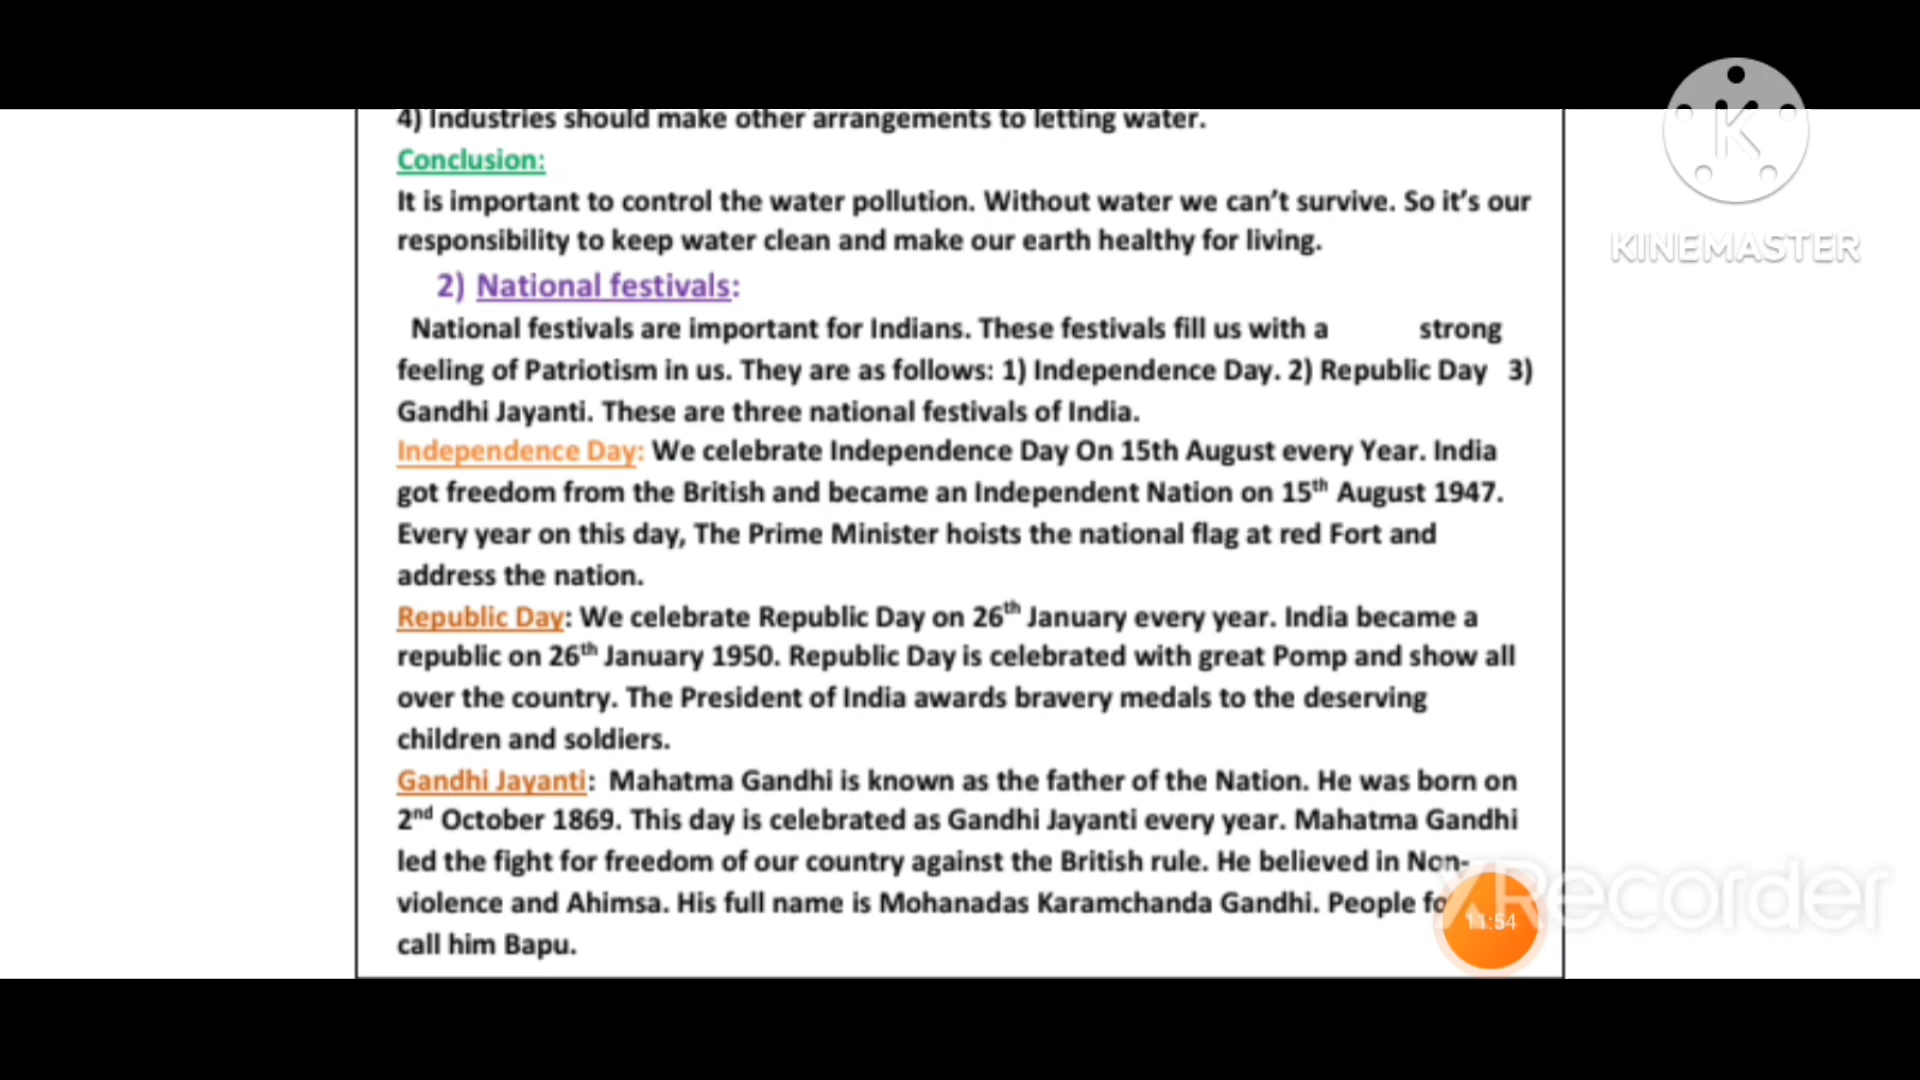 4) Industries should make other arrangements to letting water.
Conclusion:
It is important to control the water pollution. Without water we can't survive. So it's our
responsibility to keep water clean and make our earth healthy for living.
2) National festivals:
National festivals are important for Indians. These festivals fill us with a strong
feeling of Patriotism in us. They are as follows: 1) Independence Day. 2) Republic Day 3)
Gandhi Jayanti. These are three national festivals of India.
Independence Day: We celebrate Independence Day On 15th August every Year. India
got freedom from the British and became an Independent Nation on 15th August 1947.
Every year on this day, The Prime Minister hoists the national flag at red Fort and
address the nation.
Republic Day: We celebrate Republic Day on 26th January every year. India became a
republic on 26th January 1950. Republic Day is celebrated with great Pomp and show all
over the country. The President of India awards bravery medals to the deserving
children and soldiers.
Gandhi Jayanti: Mahatma Gandhi is known as the father of the Nation. He was born on
2nd October 1869. This day is celebrated as Gandhi Jayanti every year. Mahatma Gandhi
led the fight for freedom of our country against the British rule. He believed in Non-
violence and Ahimsa. His full name is Mohanadas Karamchanda Gandhi. People
call him Bapu.
K
KINEMASTER
XRecorder
11:54